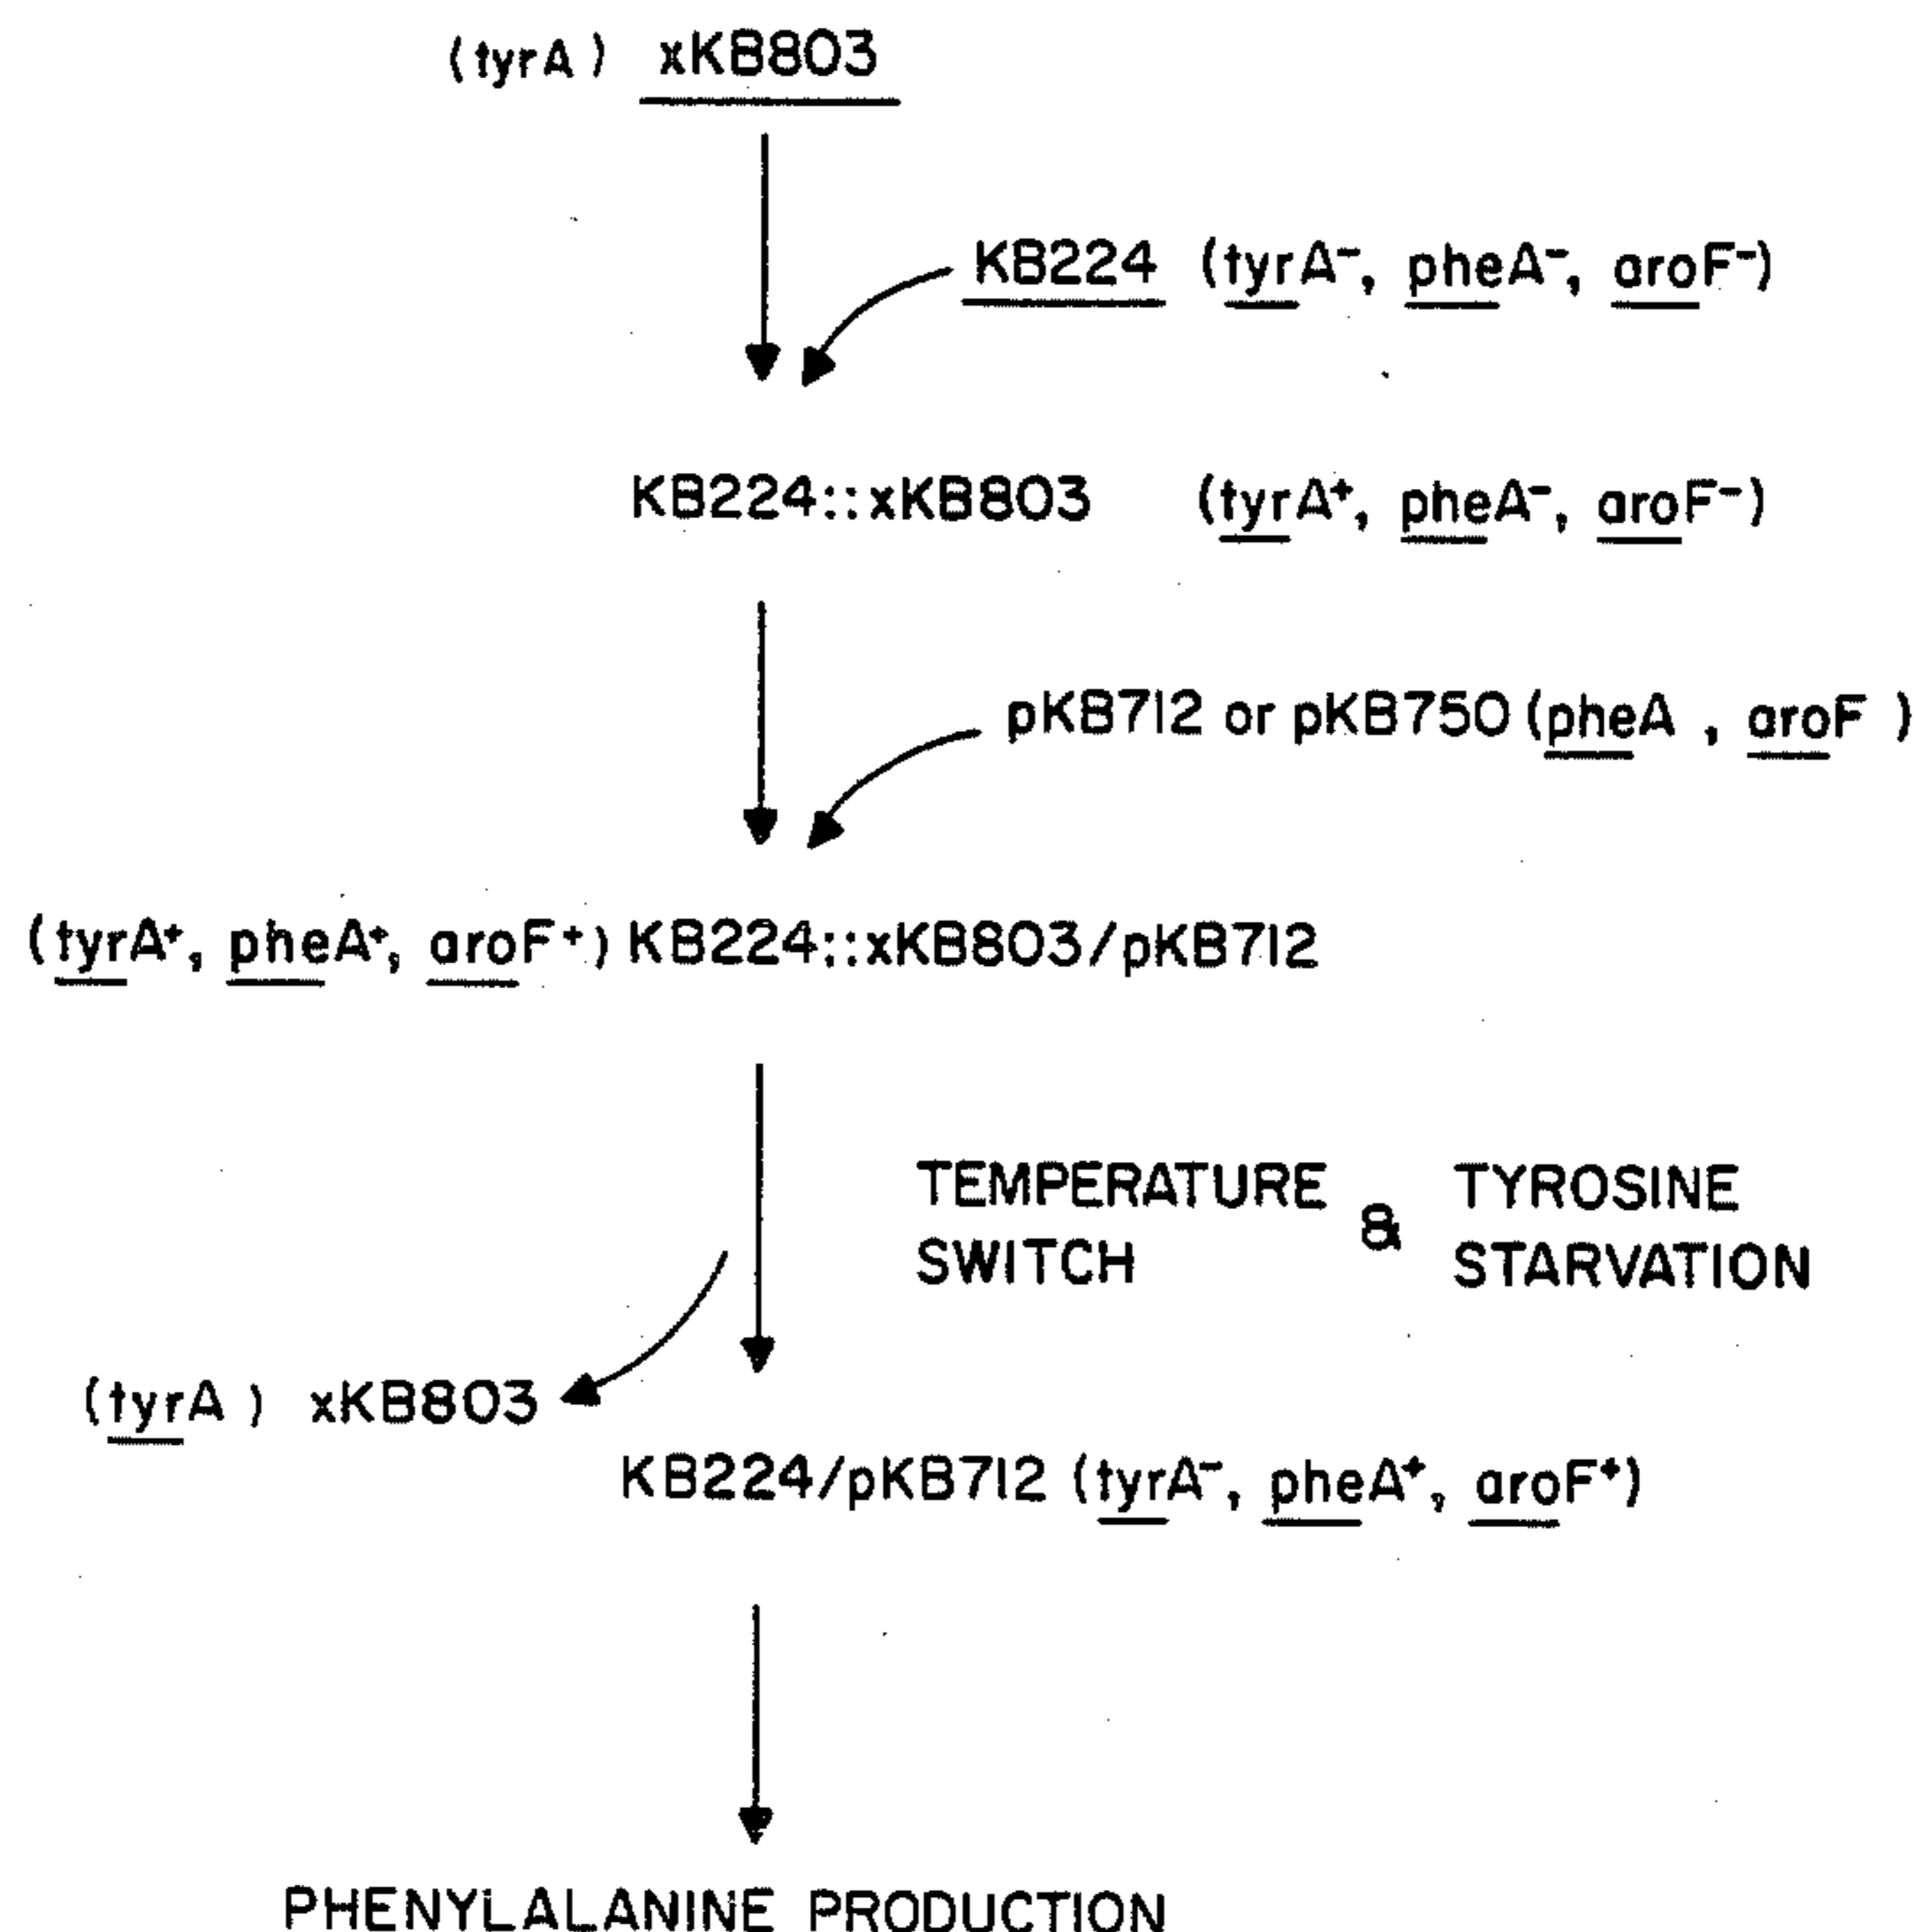 (tyrA) xKB803
KB224 (tyrA⁻, pheA⁻, aroF⁻)
KB224::xKB803 (tyrA⁺, pheA⁻, aroF⁻)
pKB712 or pKB750 (pheA , aroF )
(tyrA⁺, pheA⁺, aroF⁺) KB224::xKB803/pKB712
TEMPERATURE SWITCH & TYROSINE STARVATION
(tyrA ) xKB803
KB224/pKB712 (tyrA⁻, pheA⁺, aroF⁺)
PHENYLALANINE PRODUCTION